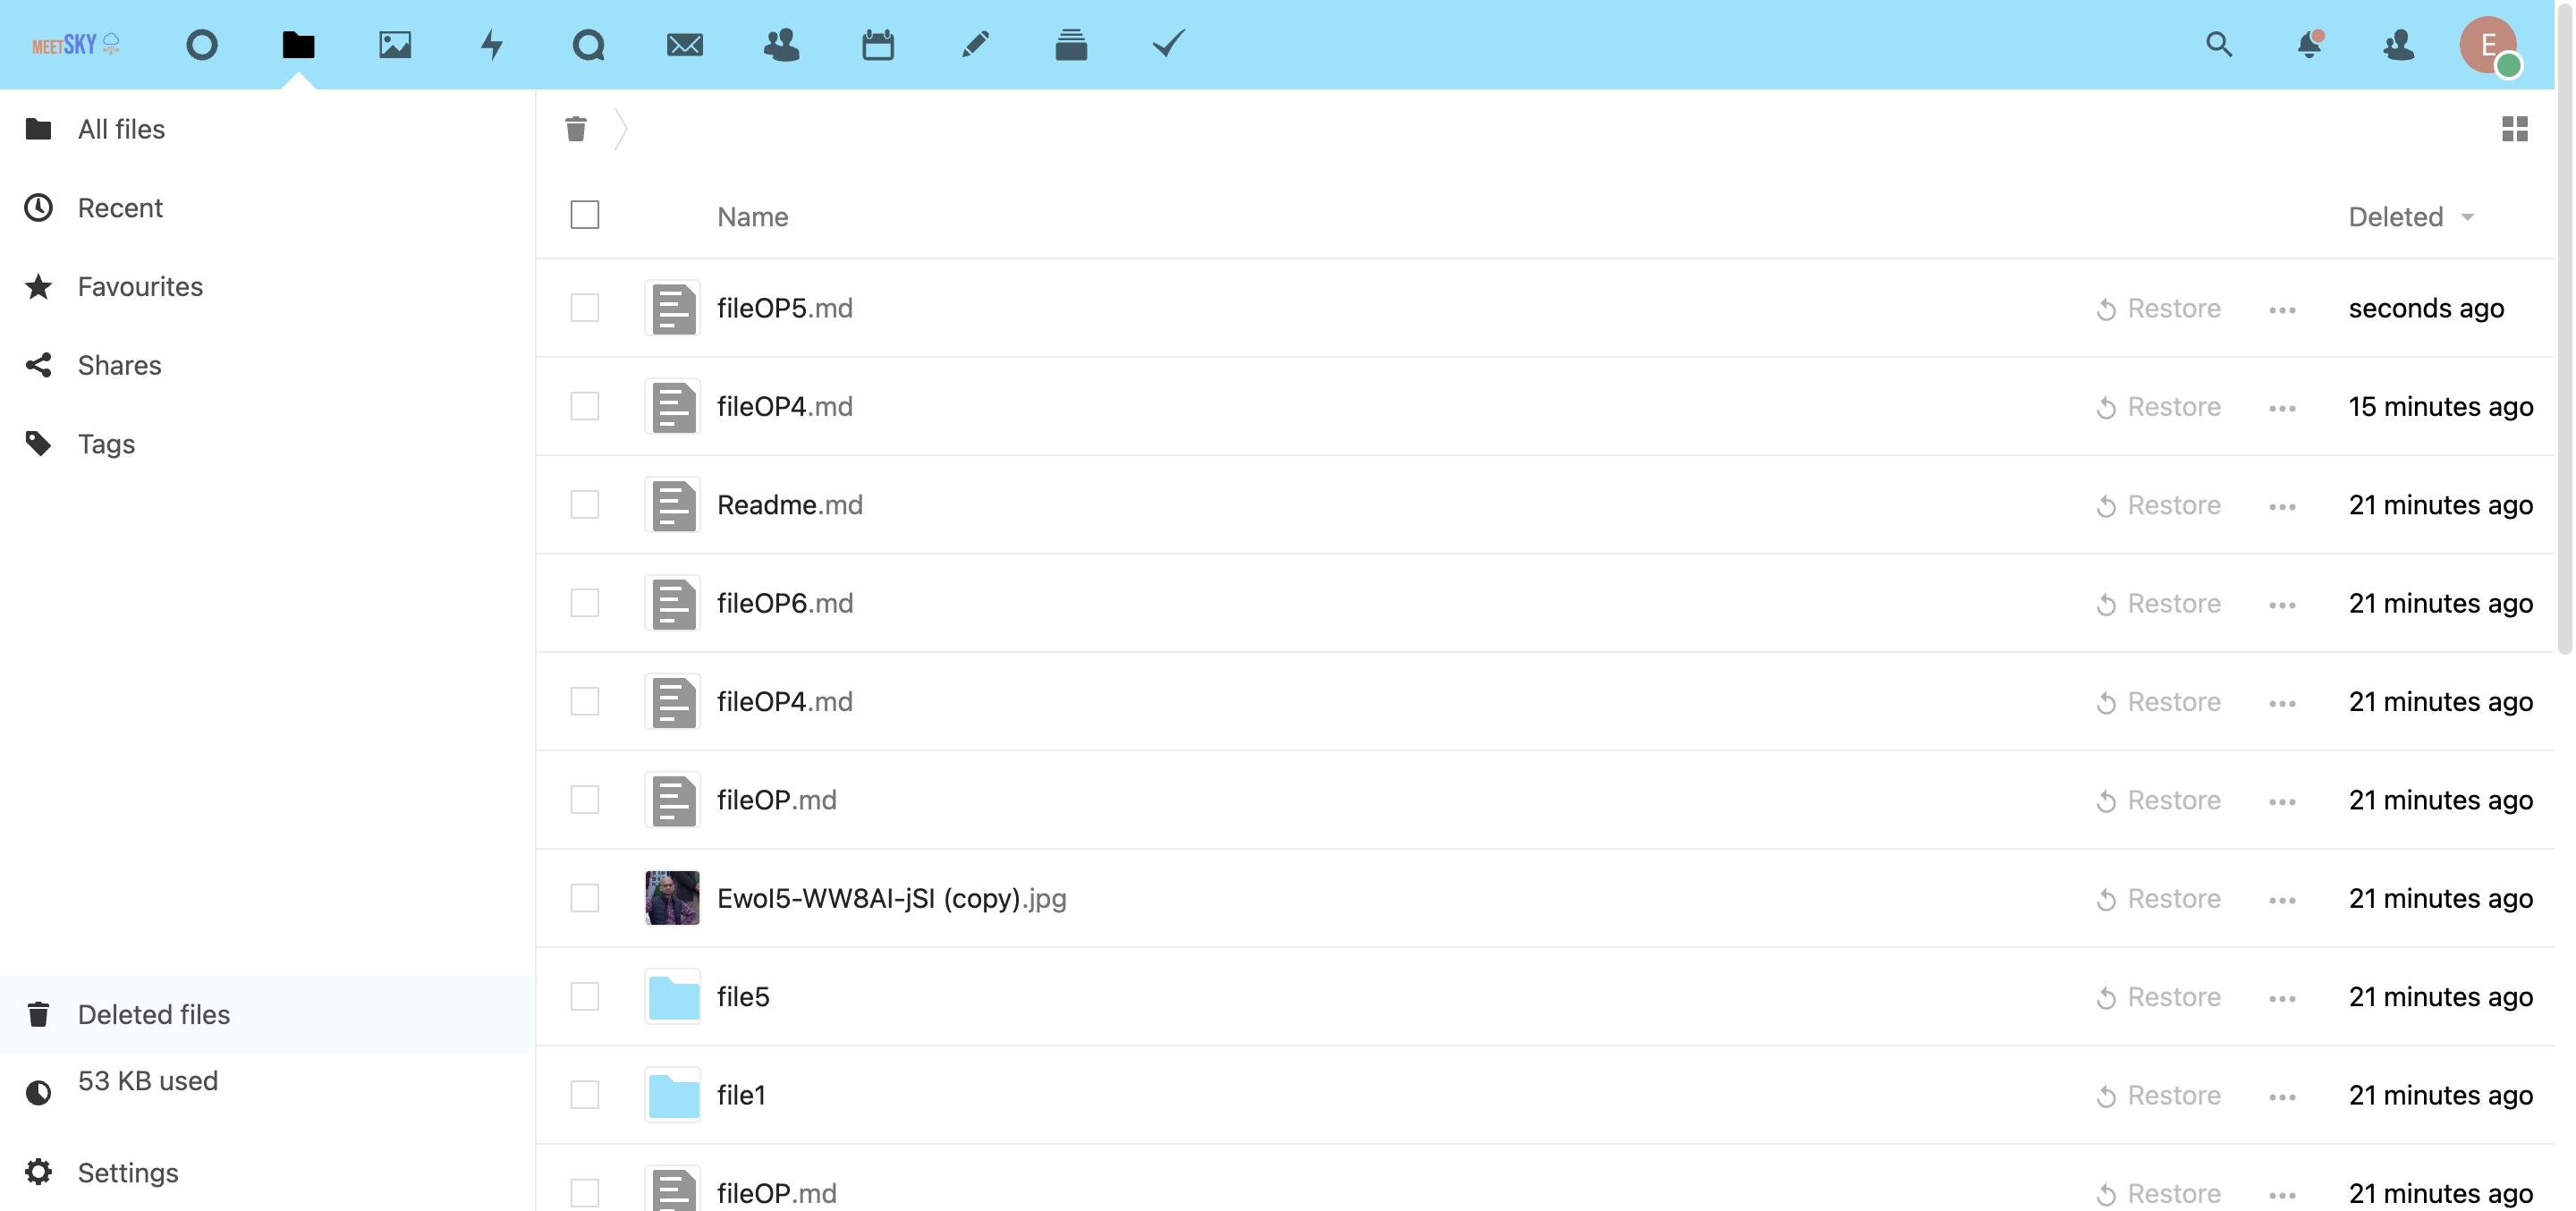 MEETSKY
E
All files
Recent
Favourites
Shares
Tags
Deleted files
53 KB used
Settings
Name Deleted
fileOP5.md Restore seconds ago
fileOP4.md Restore 15 minutes ago
Readme.md Restore 21 minutes ago
fileOP6.md Restore 21 minutes ago
fileOP4.md Restore 21 minutes ago
fileOP.md Restore 21 minutes ago
EwoI5-WW8AI-jSI (copy).jpg Restore 21 minutes ago
file5 Restore 21 minutes ago
file1 Restore 21 minutes ago
fileOP.md Restore 21 minutes ago